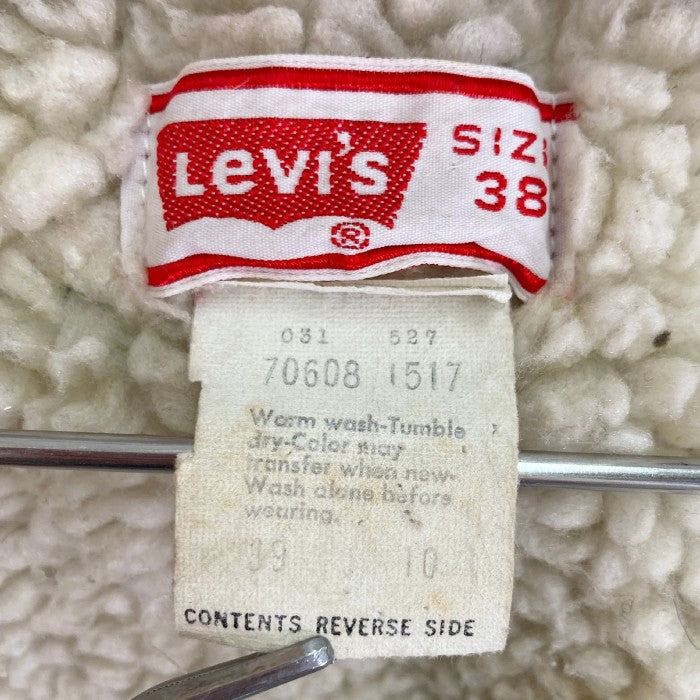 Levi's
®
SIZE
38
031 527
70608 1517
Warm wash-Tumble
dry-Color may
transfer when new-
Wash alone before
wearing.
39 10
CONTENTS REVERSE SIDE